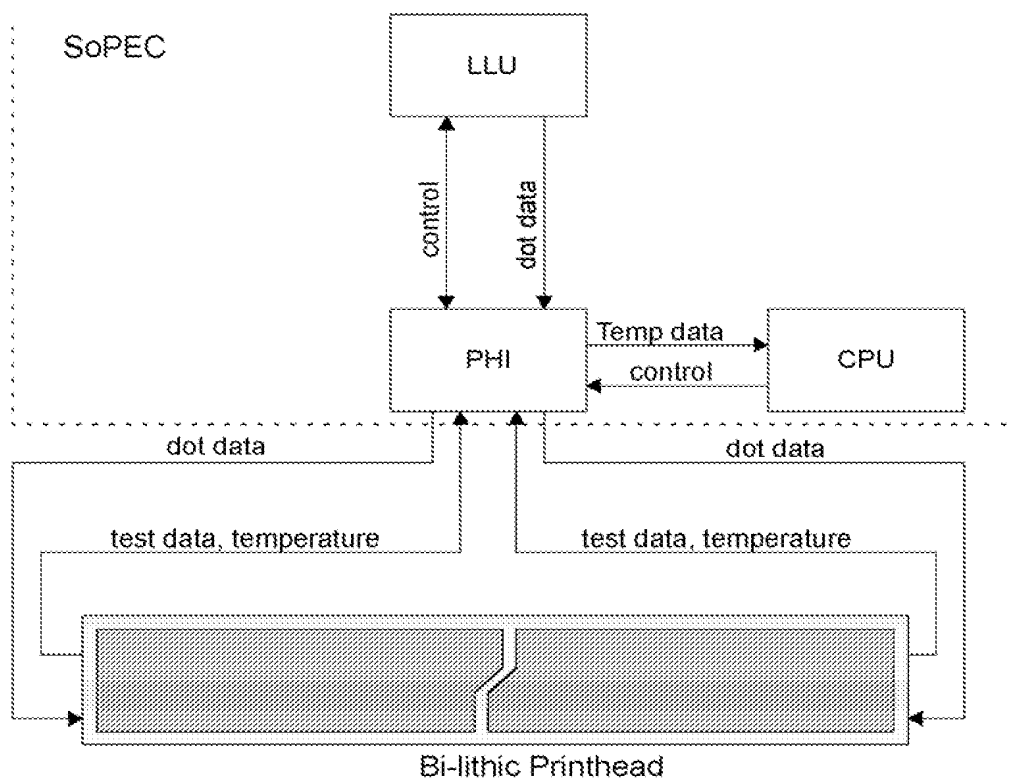 SoPEC
LLU
control
dot data
PHI
Temp data
control
CPU
dot data
dot data
test data, temperature
test data, temperature
Bi-lithic Printhead